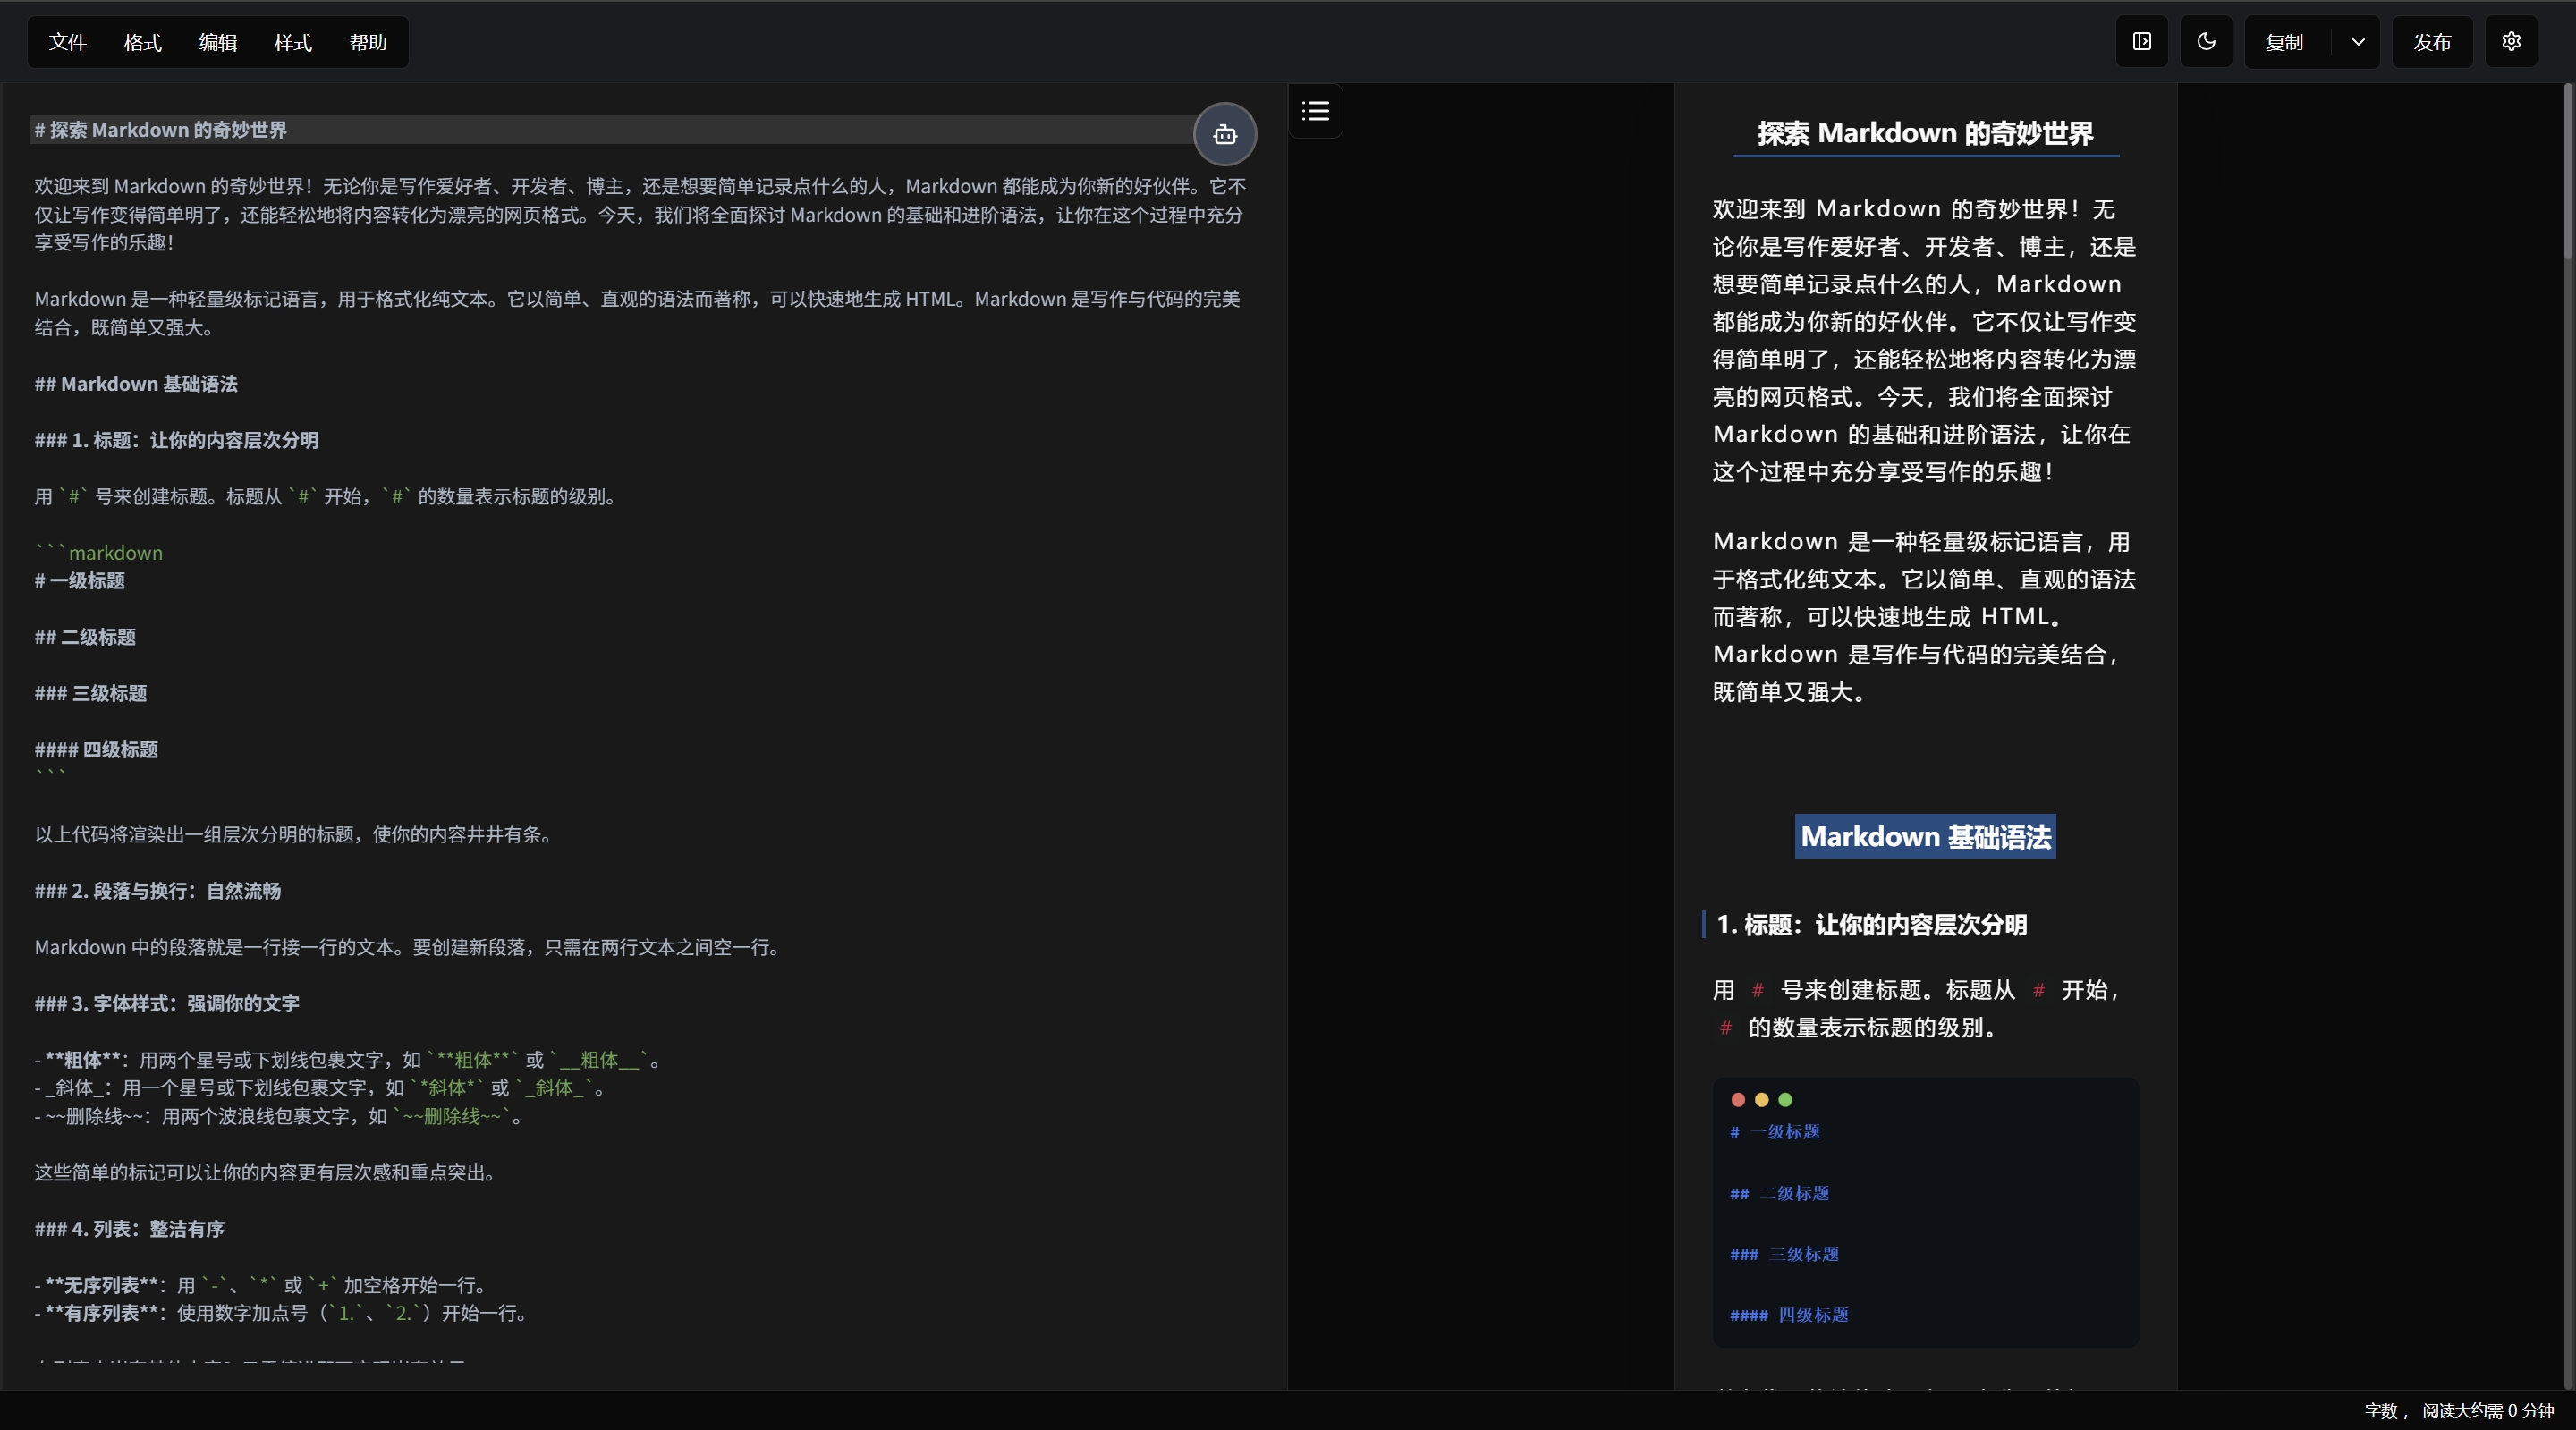 文件 格式 编辑 样式 帮助 复制 发布
# 探索 Markdown 的奇妙世界
欢迎来到 Markdown 的奇妙世界！无论你是写作爱好者、开发者、博主，还是想要简单记录点什么的人，Markdown 都能成为你新的好伙伴。它不
仅让写作变得简单明了，还能轻松地将内容转化为漂亮的网页格式。今天，我们将全面探讨 Markdown 的基础和进阶语法，让你在这个过程中充分
享受写作的乐趣！
Markdown 是一种轻量级标记语言，用于格式化纯文本。它以简单、直观的语法而著称，可以快速地生成 HTML。Markdown 是写作与代码的完美
结合，既简单又强大。
## Markdown 基础语法
### 1. 标题：让你的内容层次分明
用 `#` 号来创建标题。标题从 `#` 开始，`#` 的数量表示标题的级别。
```markdown
# 一级标题
## 二级标题
### 三级标题
#### 四级标题
```
以上代码将渲染出一组层次分明的标题，使你的内容井井有条。
### 2. 段落与换行：自然流畅
Markdown 中的段落就是一行接一行的文本。要创建新段落，只需在两行文本之间空一行。
### 3. 字体样式：强调你的文字
- **粗体**：用两个星号或下划线包裹文字，如 `**粗体**` 或 `__粗体__`。
- _斜体_：用一个星号或下划线包裹文字，如 `*斜体*` 或 `_斜体_`。
- ~~删除线~~：用两个波浪线包裹文字，如 `~~删除线~~`。
这些简单的标记可以让你的内容更有层次感和重点突出。
### 4. 列表：整洁有序
- **无序列表**：用 `-`、`*` 或 `+` 加空格开始一行。
- **有序列表**：使用数字加点号（`1.`、`2.`）开始一行。
探索 Markdown 的奇妙世界
欢迎来到 Markdown 的奇妙世界！无
论你是写作爱好者、开发者、博主，还是
想要简单记录点什么的人，Markdown
都能成为你新的好伙伴。它不仅让写作变
得简单明了，还能轻松地将内容转化为漂
亮的网页格式。今天，我们将全面探讨
Markdown 的基础和进阶语法，让你在
这个过程中充分享受写作的乐趣！
Markdown 是一种轻量级标记语言，用
于格式化纯文本。它以简单、直观的语法
而著称，可以快速地生成 HTML。
Markdown 是写作与代码的完美结合，
既简单又强大。
Markdown 基础语法
1. 标题：让你的内容层次分明
用 # 号来创建标题。标题从 # 开始，
# 的数量表示标题的级别。
# 一级标题
## 二级标题
### 三级标题
#### 四级标题
字数 ， 阅读大约需 0 分钟